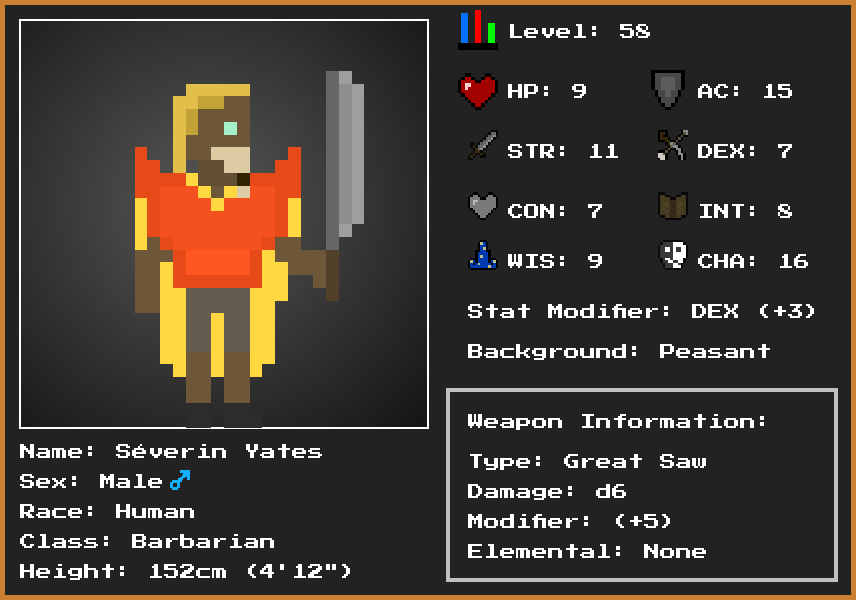 Level: 58
HP: 9
AC: 15
STR: 11
DEX: 7
CON: 7
INT: 8
WIS: 9
CHA: 16
Stat Modifier: DEX (+3)
Background: Peasant
Weapon Information:
Type: Great Saw
Damage: d6
Modifier: (+5)
Elemental: None
Name: Séverin Yates
Sex: Male♂
Race: Human
Class: Barbarian
Height: 152cm (4'12")